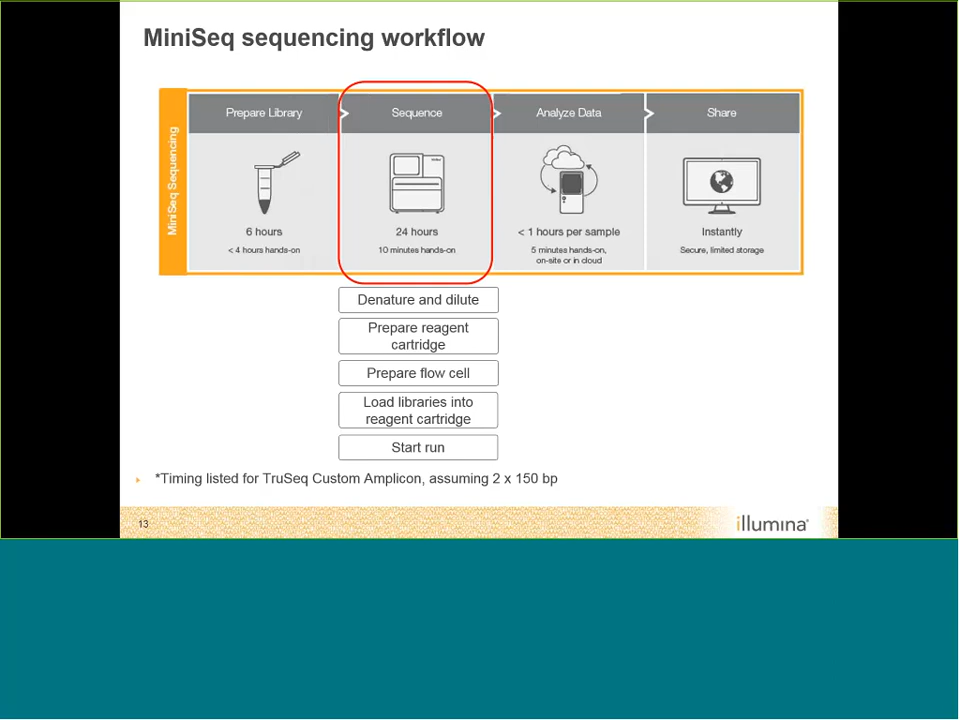 MiniSeq sequencing workflow
MiniSeq Sequencing
Prepare Library
Sequence
Analyze Data
Share
6 hours
< 4 hours hands-on
24 hours
10 minutes hands-on
< 1 hours per sample
5 minutes hands-on,
on-site or in cloud
Instantly
Secure, limited storage
Denature and dilute
Prepare reagent
cartridge
Prepare flow cell
Load libraries into
reagent cartridge
Start run
*Timing listed for TruSeq Custom Amplicon, assuming 2 x 150 bp
13
illumina®